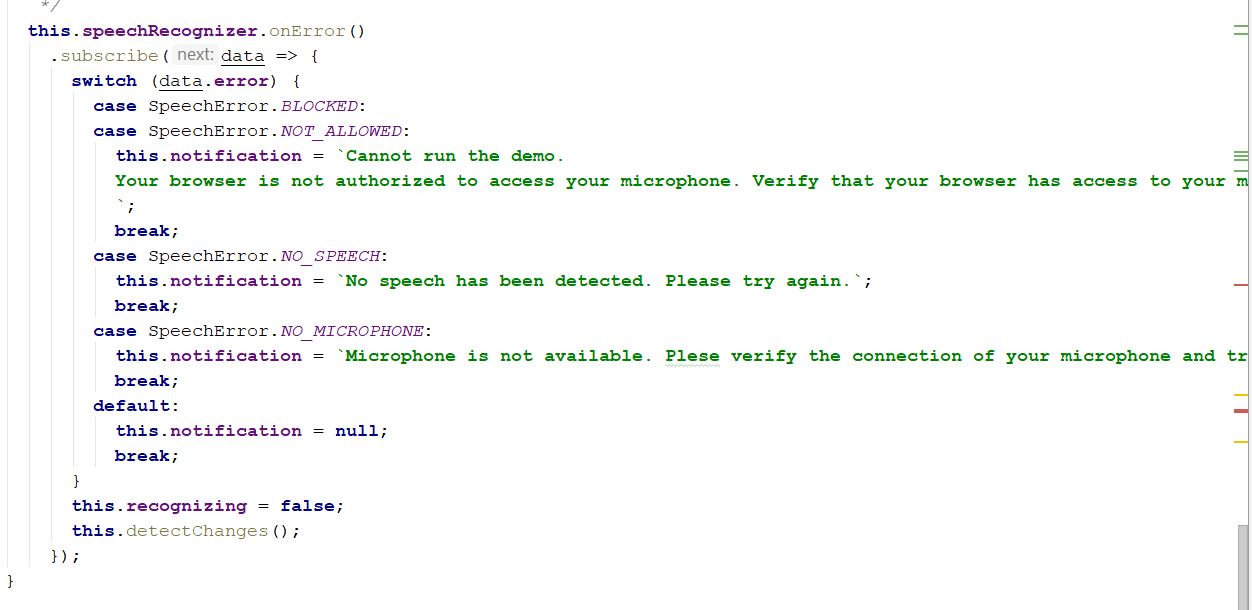 */
this.speechRecognizer.onError()
.subscribe( next: data => {
switch (data.error) {
case SpeechError.BLOCKED:
case SpeechError.NOT_ALLOWED:
this.notification = `Cannot run the demo.
Your browser is not authorized to access your microphone. Verify that your browser has access to your m
`;
break;
case SpeechError.NO_SPEECH:
this.notification = `No speech has been detected. Please try again.`;
break;
case SpeechError.NO_MICROPHONE:
this.notification = `Microphone is not available. Plese verify the connection of your microphone and tr
break;
default:
this.notification = null;
break;
}
this.recognizing = false;
this.detectChanges();
});
}